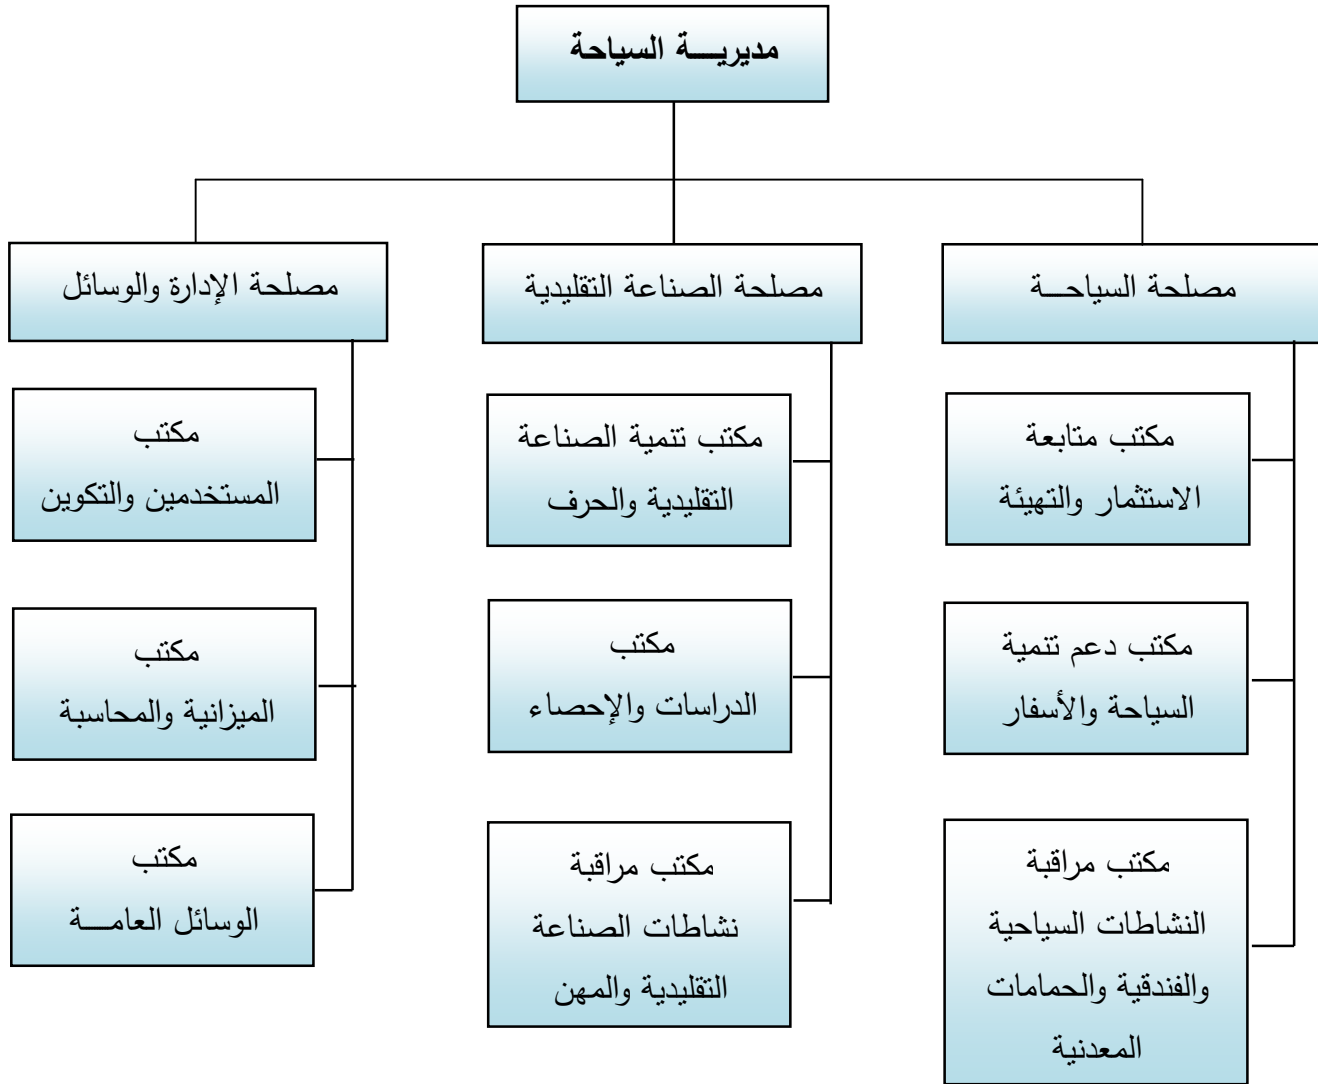 مديريـــة السياحة
مصلحة السياحـــة
مصلحة الصناعة التقليدية
مصلحة الإدارة والوسائل
مكتب متابعة
الاستثمار والتهيئة
مكتب دعم تنمية
السياحة والأسفار
مكتب مراقبة
النشاطات السياحية
والفندقية والحمامات
المعدنية
مكتب تنمية الصناعة
التقليدية والحرف
مكتب
الدراسات والإحصاء
مكتب مراقبة
نشاطات الصناعة
التقليدية والمهن
مكتب
المستخدمين والتكوين
مكتب
الميزانية والمحاسبة
مكتب
الوسائل العامـــة